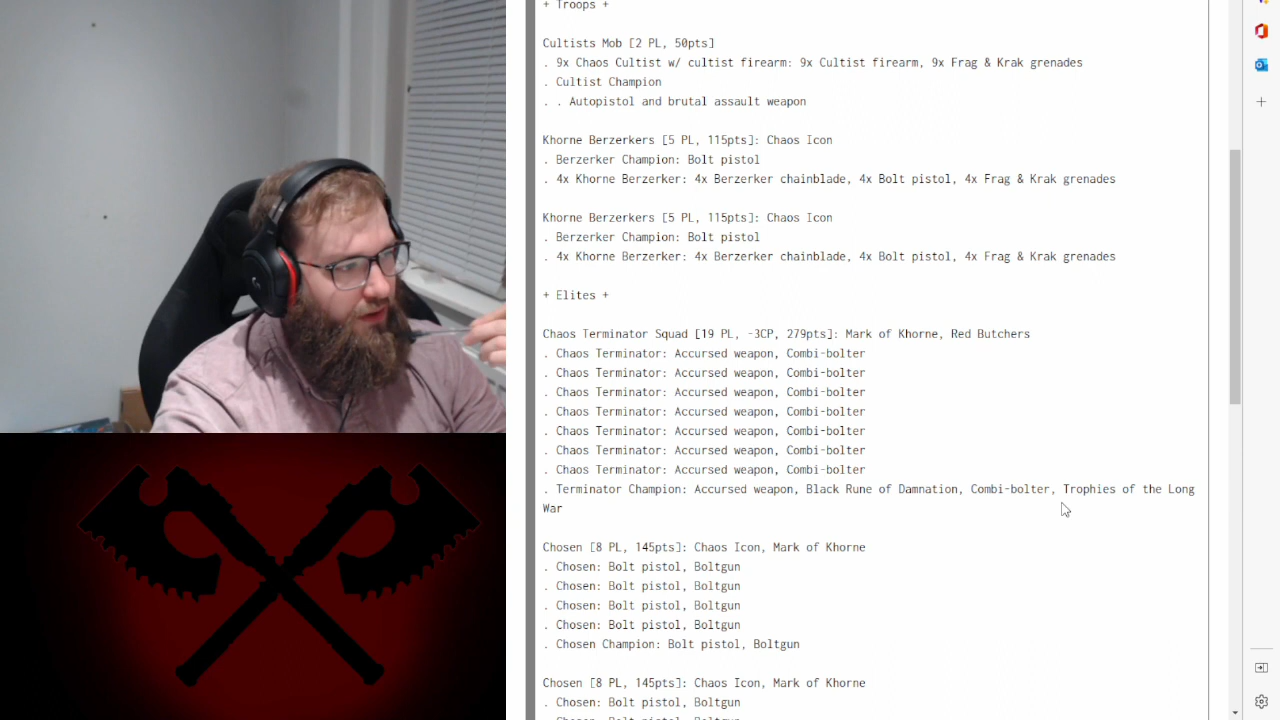 + Troops +
Cultists Mob [2 PL, 50pts]
. 9x Chaos Cultist w/ cultist firearm: 9x Cultist firearm, 9x Frag & Krak grenades
. Cultist Champion
. . Autopistol and brutal assault weapon
Khorne Berzerkers [5 PL, 115pts]: Chaos Icon
. Berzerker Champion: Bolt pistol
. 4x Khorne Berzerker: 4x Berzerker chainblade, 4x Bolt pistol, 4x Frag & Krak grenades
Khorne Berzerkers [5 PL, 115pts]: Chaos Icon
. Berzerker Champion: Bolt pistol
. 4x Khorne Berzerker: 4x Berzerker chainblade, 4x Bolt pistol, 4x Frag & Krak grenades
+ Elites +
Chaos Terminator Squad [19 PL, -3CP, 279pts]: Mark of Khorne, Red Butchers
. Chaos Terminator: Accursed weapon, Combi-bolter
. Chaos Terminator: Accursed weapon, Combi-bolter
. Chaos Terminator: Accursed weapon, Combi-bolter
. Chaos Terminator: Accursed weapon, Combi-bolter
. Chaos Terminator: Accursed weapon, Combi-bolter
. Chaos Terminator: Accursed weapon, Combi-bolter
. Chaos Terminator: Accursed weapon, Combi-bolter
. Terminator Champion: Accursed weapon, Black Rune of Damnation, Combi-bolter, Trophies of the Long
War
Chosen [8 PL, 145pts]: Chaos Icon, Mark of Khorne
. Chosen: Bolt pistol, Boltgun
. Chosen: Bolt pistol, Boltgun
. Chosen: Bolt pistol, Boltgun
. Chosen: Bolt pistol, Boltgun
. Chosen Champion: Bolt pistol, Boltgun
Chosen [8 PL, 145pts]: Chaos Icon, Mark of Khorne
. Chosen: Bolt pistol, Boltgun